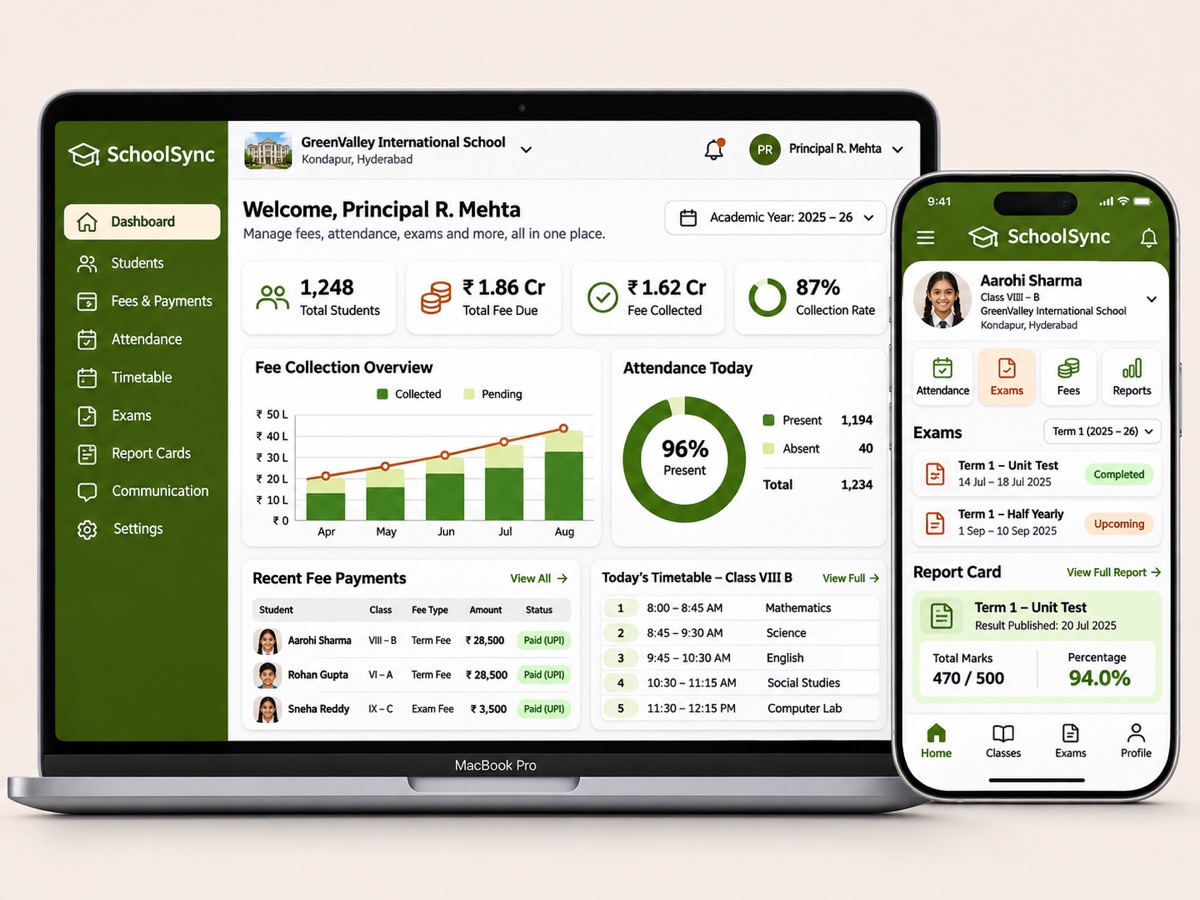 SchoolSync
Dashboard
Students
Fees & Payments
Attendance
Timetable
Exams
Report Cards
Communication
Settings
GreenValley International School
Kondapur, Hyderabad
PR
Principal R. Mehta
Welcome, Principal R. Mehta
Manage fees, attendance, exams and more, all in one place.
Academic Year: 2025 – 26
1,248
Total Students
₹ 1.86 Cr
Total Fee Due
₹ 1.62 Cr
Fee Collected
87%
Collection Rate
Fee Collection Overview
Collected
Pending
₹ 50 L
₹ 40 L
₹ 30 L
₹ 20 L
₹ 10 L
₹ 0
Apr May Jun Jul Aug
Attendance Today
96%
Present
Present 1,194
Absent 40
Total 1,234
Recent Fee Payments
View All →
Student Class Fee Type Amount Status
Aarohi Sharma VIII – B Term Fee ₹ 28,500 Paid (UPI)
Rohan Gupta VI – A Term Fee ₹ 28,500 Paid (UPI)
Sneha Reddy IX – C Exam Fee ₹ 3,500 Paid (UPI)
Today's Timetable – Class VIII B
View Full →
1 8:00 – 8:45 AM Mathematics
2 8:45 – 9:30 AM Science
3 9:45 – 10:30 AM English
4 10:30 – 11:15 AM Social Studies
5 11:30 – 12:15 PM Computer Lab
MacBook Pro
9:41
SchoolSync
Aarohi Sharma
Class VIII – B
GreenValley International School
Kondapur, Hyderabad
Attendance
Exams
Fees
Reports
Exams
Term 1 (2025 – 26)
Term 1 – Unit Test
14 Jul – 18 Jul 2025
Completed
Term 1 – Half Yearly
1 Sep – 10 Sep 2025
Upcoming
Report Card
View Full Report →
Term 1 – Unit Test
Result Published: 20 Jul 2025
Total Marks
470 / 500
Percentage
94.0%
Home
Classes
Exams
Profile